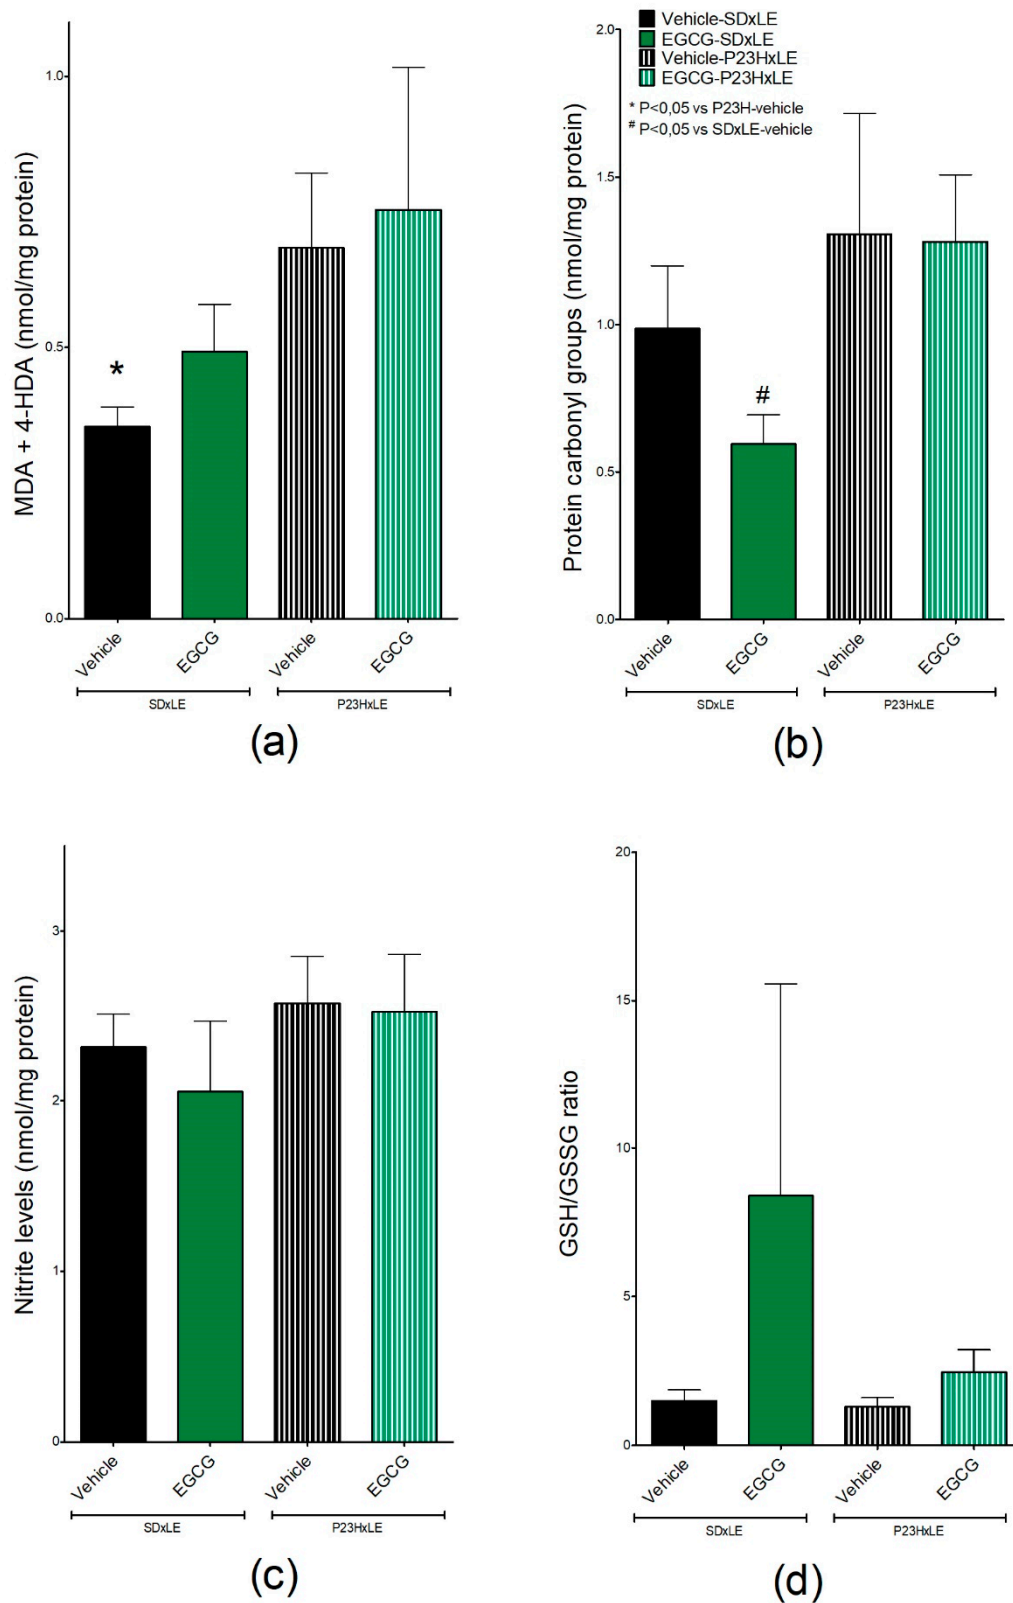 MDA + 4-HDA (nmol/mg protein)
1.0
0.5
0.0
*
Vehicle
EGCG
Vehicle
EGCG
SDxLE
P23HxLE
(a)
Vehicle-SDxLE
EGCG-SDxLE
Vehicle-P23HxLE
EGCG-P23HxLE
* P<0,05 vs P23H-vehicle
# P<0,05 vs SDxLE-vehicle
Protein carbonyl groups (nmol/mg protein)
2.0
1.5
1.0
0.5
0.0
#
Vehicle
EGCG
Vehicle
EGCG
SDxLE
P23HxLE
(b)
Nitrite levels (nmol/mg protein)
3
2
1
0
Vehicle
EGCG
Vehicle
EGCG
SDxLE
P23HxLE
(c)
GSH/GSSG ratio
20
15
10
5
0
Vehicle
EGCG
Vehicle
EGCG
SDxLE
P23HxLE
(d)